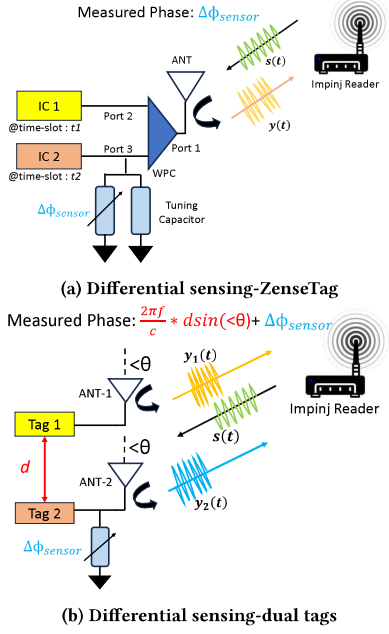 Measured Phase: Δϕsensor
ANT
s(t)
Impinj Reader
IC 1
@time-slot : t1
Port 2
y(t)
IC 2
Port 3
Port 1
@time-slot : t2
WPC
Δϕsensor
Tuning
Capacitor
(a) Differential sensing-ZenseTag
Measured Phase: 2πf/c * dsin(<θ)+ Δϕsensor
<θ
y1(t)
ANT-1
Impinj Reader
Tag 1
s(t)
<θ
d
ANT-2
Tag 2
y2(t)
Δϕsensor
(b) Differential sensing-dual tags